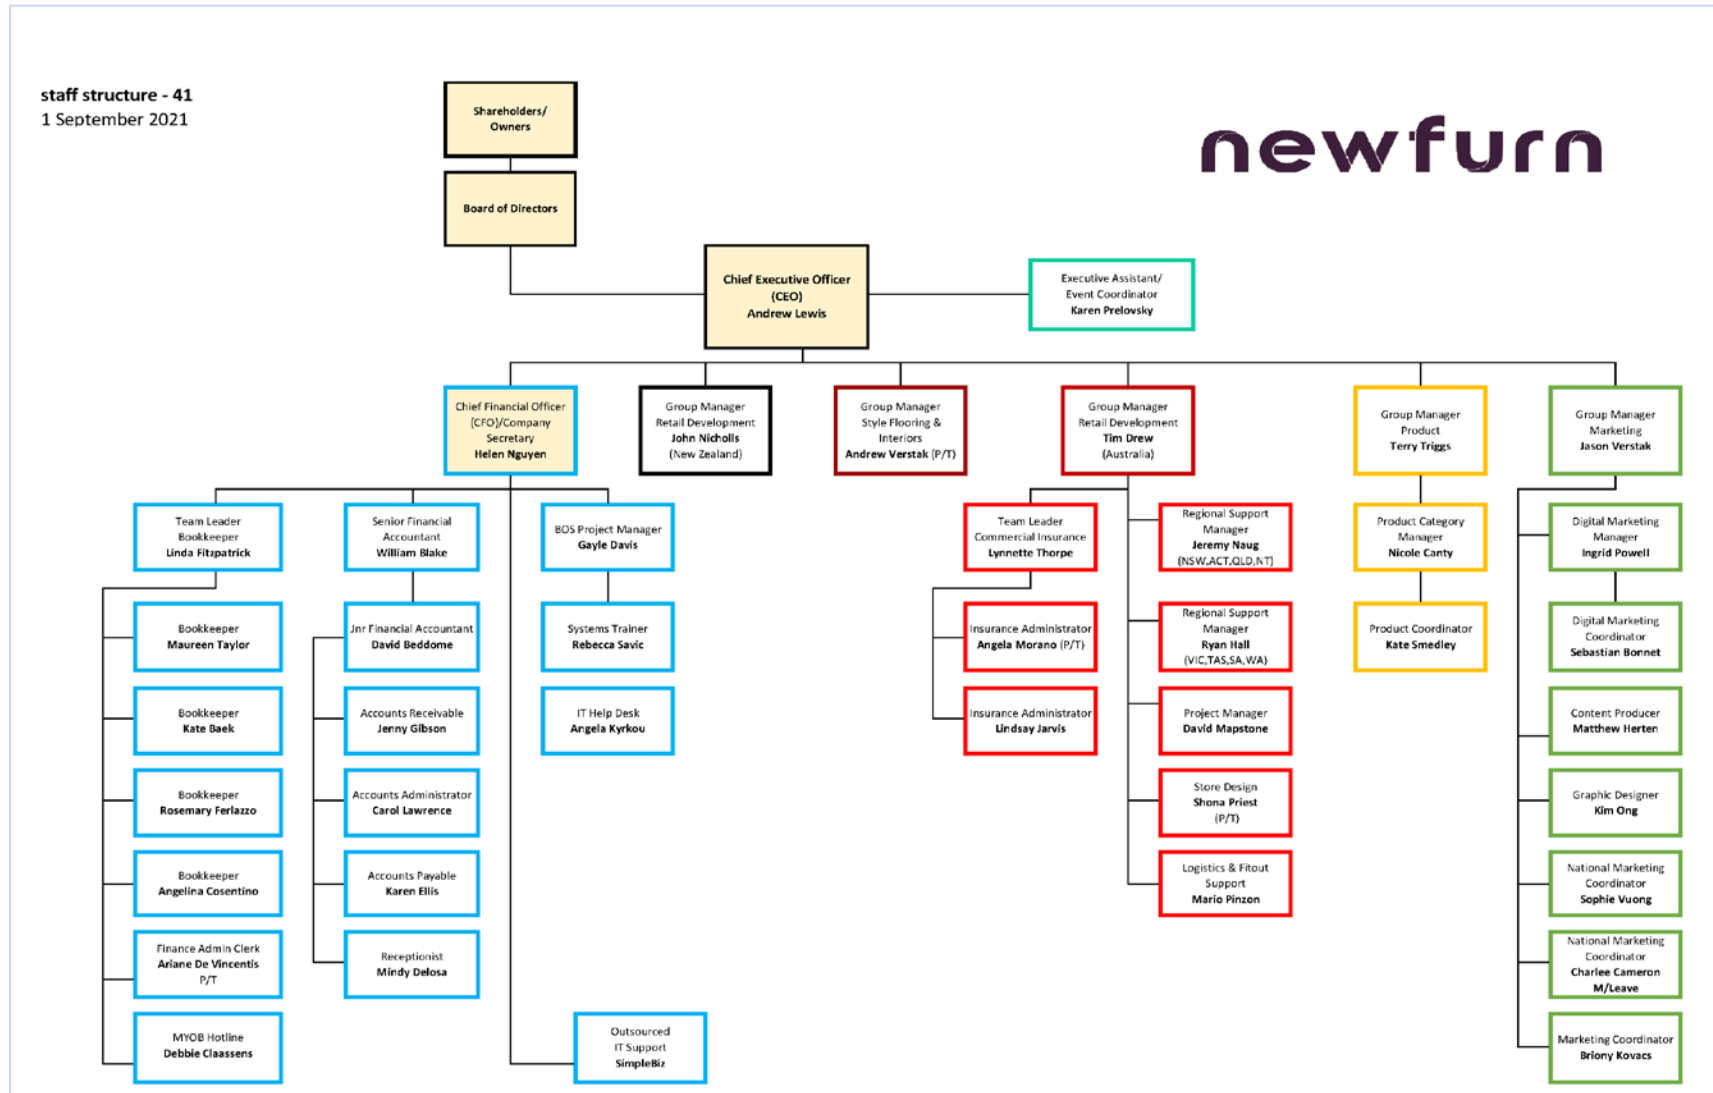 staff structure - 41
1 September 2021
newfurn
Shareholders/
Owners
Board of Directors
Chief Executive Officer
(CEO)
Andrew Lewis
Executive Assistant/
Event Coordinator
Karen Prelovsky
Chief Financial Officer
(CFO)/Company
Secretary
Helen Nguyen
Group Manager
Retail Development
John Nicholls
(New Zealand)
Group Manager
Style Flooring &
Interiors
Andrew Verstak (P/T)
Group Manager
Retail Development
Tim Drew
(Australia)
Group Manager
Product
Terry Triggs
Group Manager
Marketing
Jason Verstak
Team Leader
Bookkeeper
Linda Fitzpatrick
Senior Financial
Accountant
William Blake
BOS Project Manager
Gayle Davis
Team Leader
Commercial Insurance
Lynnette Thorpe
Regional Support
Manager
Jeremy Naug
(NSW,ACT,QLD,NT)
Product Category
Manager
Nicole Canty
Digital Marketing
Manager
Ingrid Powell
Bookkeeper
Maureen Taylor
Jnr Financial Accountant
David Beddome
Systems Trainer
Rebecca Savic
Insurance Administrator
Angela Morano (P/T)
Regional Support
Manager
Ryan Hall
(VIC,TAS,SA,WA)
Product Coordinator
Kate Smedley
Digital Marketing
Coordinator
Sebastian Bonnet
Bookkeeper
Kate Baek
Accounts Receivable
Jenny Gibson
IT Help Desk
Angela Kyrkou
Insurance Administrator
Lindsay Jarvis
Project Manager
David Mapstone
Content Producer
Matthew Herten
Bookkeeper
Rosemary Ferlazzo
Accounts Administrator
Carol Lawrence
Store Design
Shona Priest
(P/T)
Graphic Designer
Kim Ong
Bookkeeper
Angelina Cosentino
Accounts Payable
Karen Ellis
Logistics & Fitout
Support
Mario Pinzon
National Marketing
Coordinator
Sophie Vuong
Finance Admin Clerk
Ariane De Vincentis
P/T
Receptionist
Mindy Delosa
National Marketing
Coordinator
Charlee Cameron
M/Leave
MYOB Hotline
Debbie Claassens
Outsourced
IT Support
SimpleBiz
Marketing Coordinator
Briony Kovacs